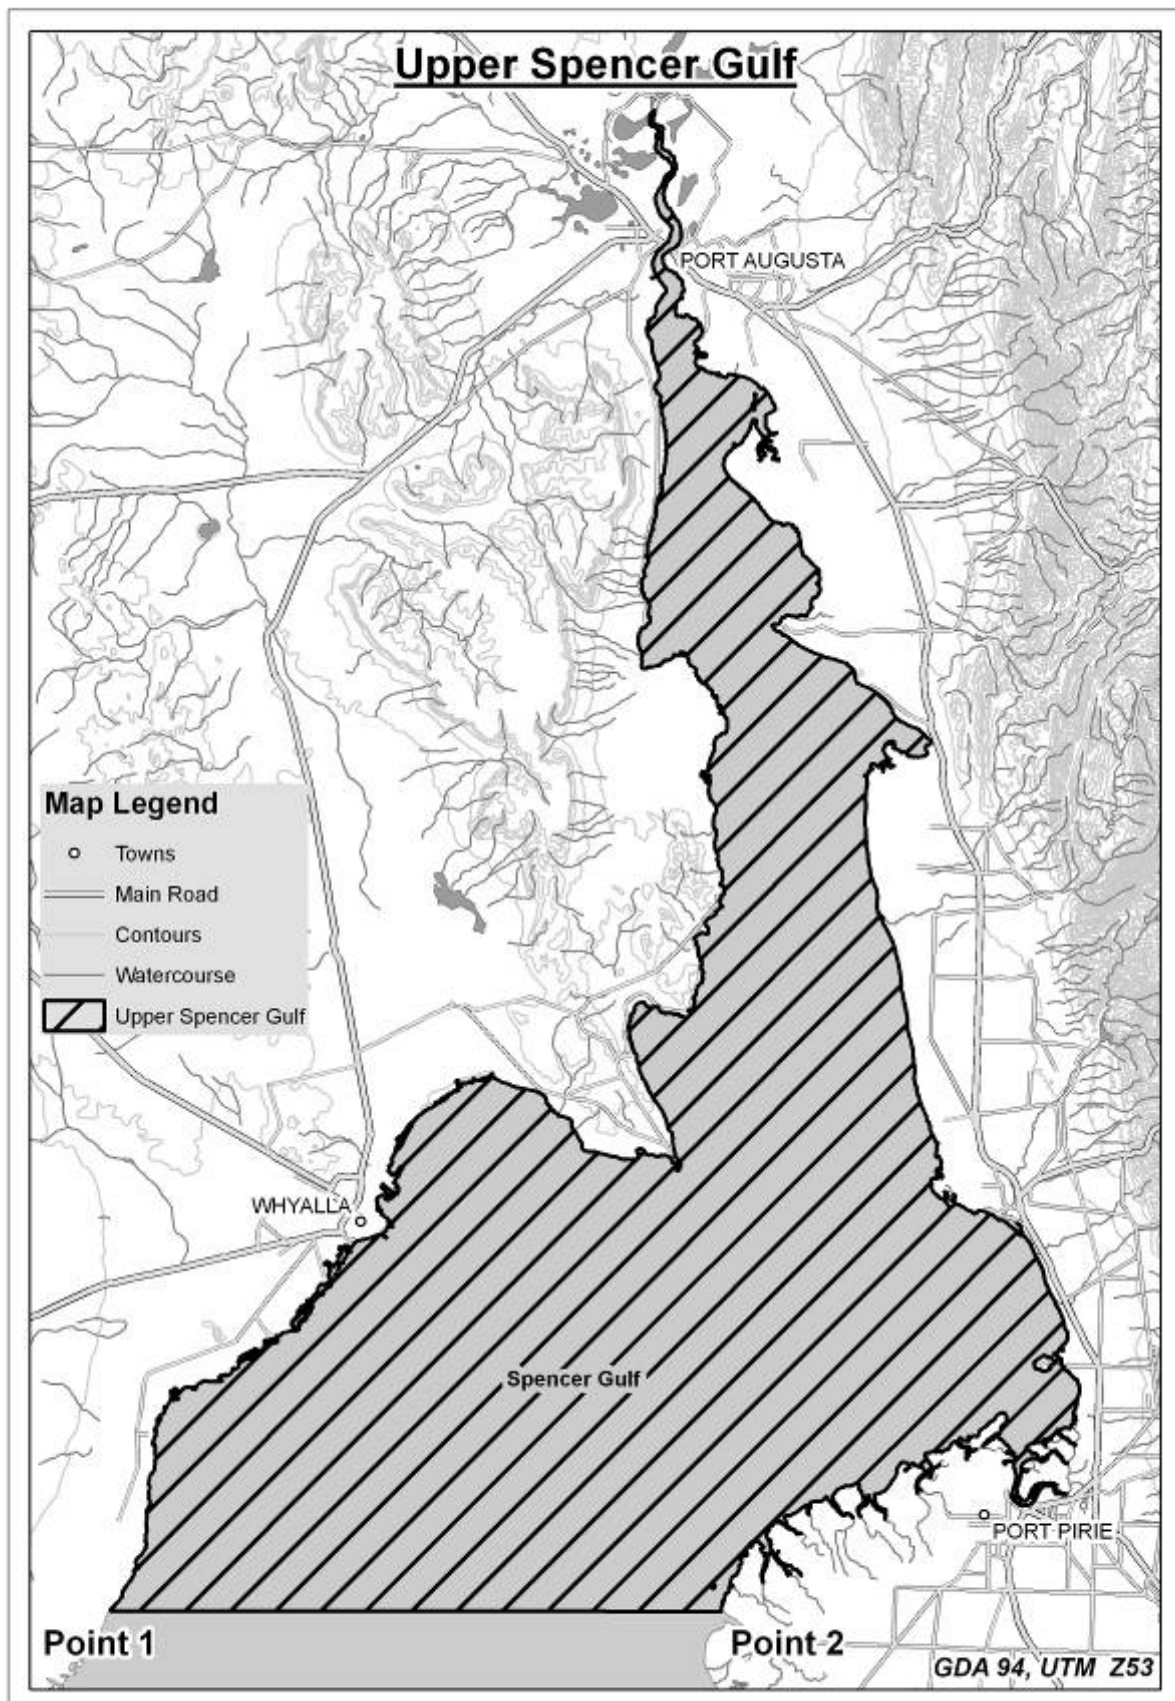 Upper Spencer Gulf
PORT AUGUSTA
Map Legend
Towns
Main Road
Contours
Watercourse
Upper Spencer Gulf
WHYALLA
Spencer Gulf
PORT PIRIE
Point 1
Point 2
GDA 94, UTM Z53